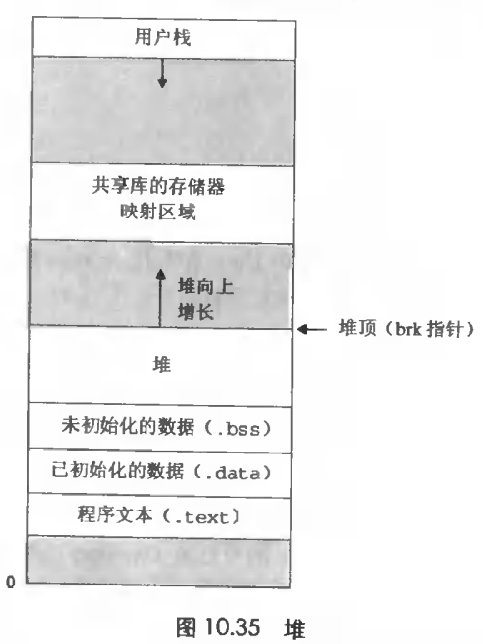 用户栈
共享库的存储器
映射区域
堆向上
增长
堆顶（brk 指针）
堆
未初始化的数据（.bss）
已初始化的数据（.data）
程序文本（.text）
0
图 10.35 堆